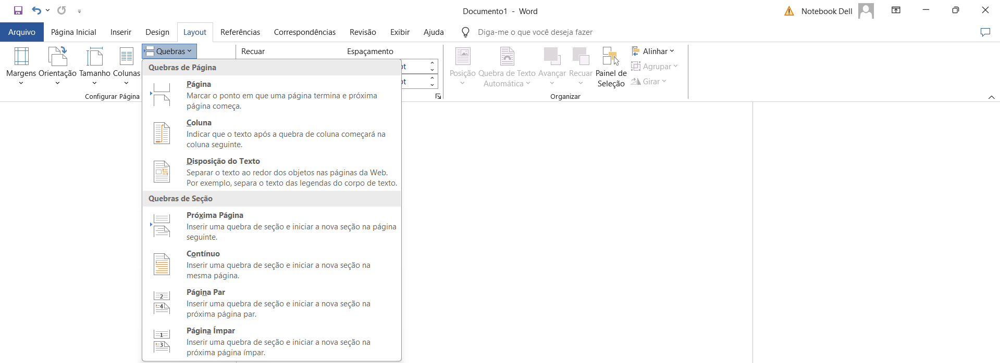 Documento1 - Word
Notebook Dell
Arquivo Página Inicial Inserir Design Layout Referências Correspondências Revisão Exibir Ajuda Diga-me o que você deseja fazer
Margens
Orientação
Tamanho
Colunas
Quebras
Configurar Página
Recuar
Espaçamento
pt
pt
Posição
Quebra de Texto
Automática
Avançar
Recuar
Painel de
Seleção
Alinhar
Agrupar
Girar
Organizar
Quebras de Página
Página
Marcar o ponto em que uma página termina e próxima
página começa.
Coluna
Indicar que o texto após a quebra de coluna começará na
coluna seguinte.
Disposição do Texto
Separar o texto ao redor dos objetos nas páginas da Web.
Por exemplo, separa o texto das legendas do corpo de texto.
Quebras de Seção
Próxima Página
Inserir uma quebra de seção e iniciar a nova seção na página
seguinte.
Contínuo
Inserir uma quebra de seção e iniciar a nova seção na
mesma página.
2
4
Página Par
Inserir uma quebra de seção e iniciar a nova seção na
próxima página par.
1
3
Página Ímpar
Inserir uma quebra de seção e iniciar a nova seção na
próxima página ímpar.